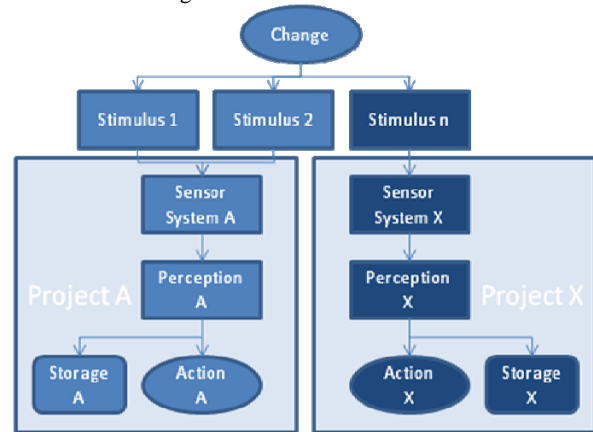 Change
Stimulus 1
Stimulus 2
Stimulus n
Sensor
System A
Sensor
System X
Perception
A
Perception
X
Project A
Project X
Storage
A
Action
A
Action
X
Storage
X